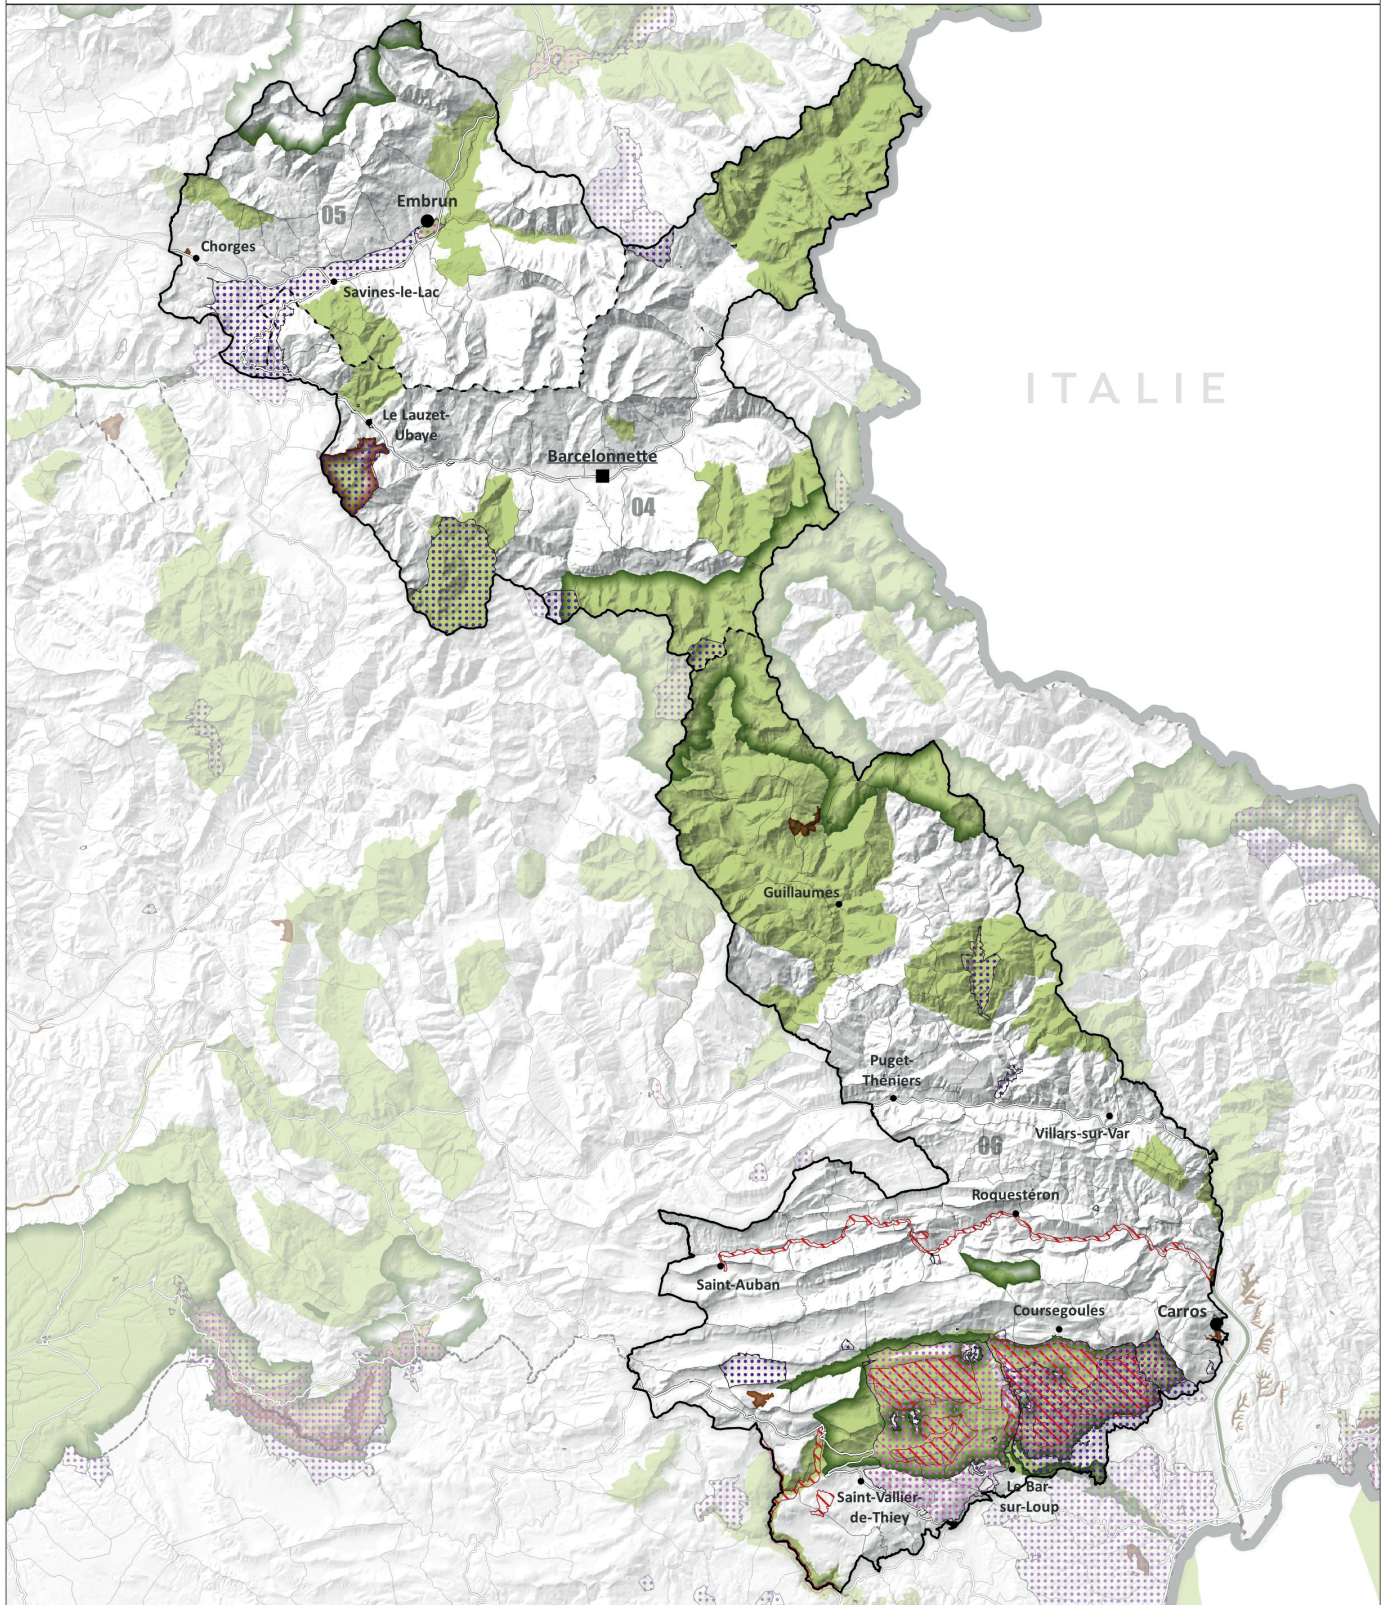 05
Embrun
Chorges
Savines-le-Lac
ITALIE
Le Lauzet-
Ubaye
Barcelonnette
04
Guillaumes
Puget-
Théniers
Villars-sur-Var
06
Roquestéron
Saint-Auban
Coursegoules
Carros
Saint-Vallier-
de-Thiey
Le Bar-
sur-Loup